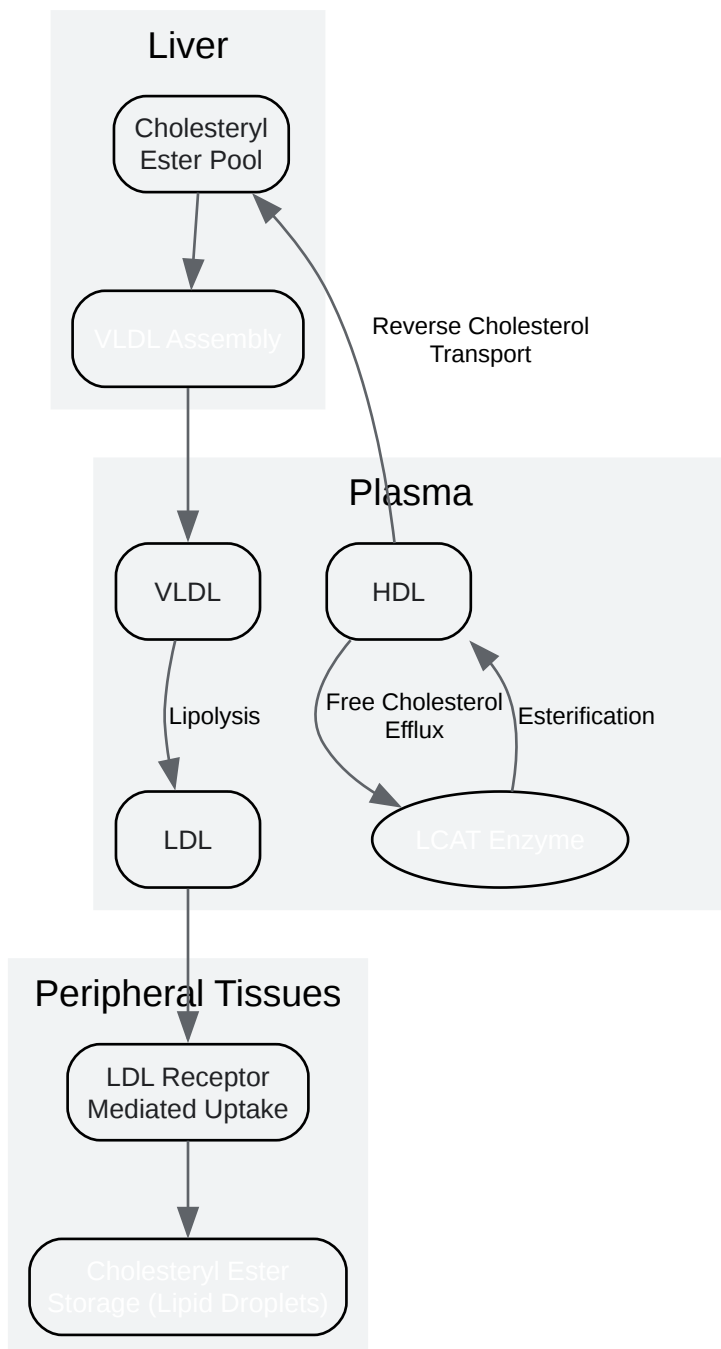 Liver
Cholesteryl
Ester Pool
VLDL Assembly
Reverse Cholesterol
Transport
Plasma
VLDL
HDL
Lipolysis
Free Cholesterol
Efflux
Esterification
LDL
LCAT Enzyme
Peripheral Tissues
LDL Receptor
Mediated Uptake
Cholesteryl Ester
Storage (Lipid Droplets)